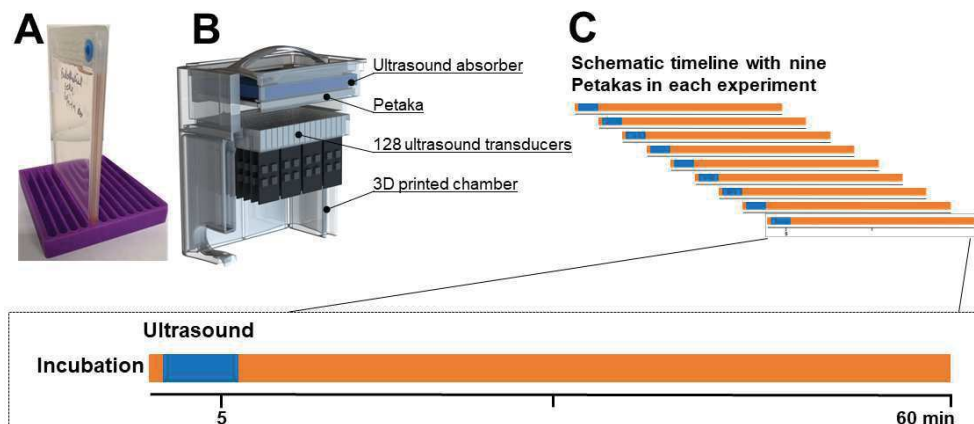 A
B
C
Ultrasound absorber
Petaka
128 ultrasound transducers
3D printed chamber
Schematic timeline with nine
Petakas in each experiment
Ultrasound
Incubation
5
60 min